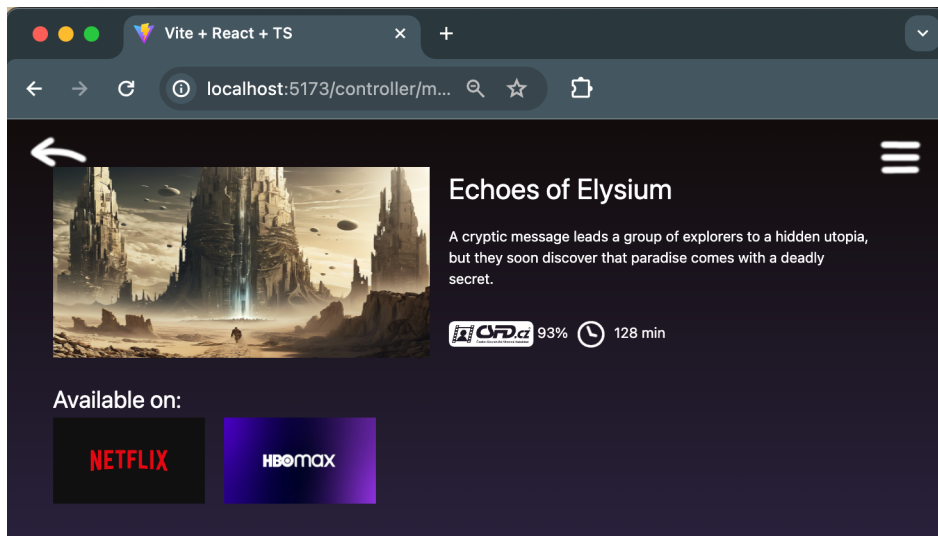 Vite + React + TS
localhost:5173/controller/m...
Echoes of Elysium
A cryptic message leads a group of explorers to a hidden utopia,
but they soon discover that paradise comes with a deadly
secret.
ČSFD.cz 93% 128 min
Available on:
NETFLIX
HBOmax